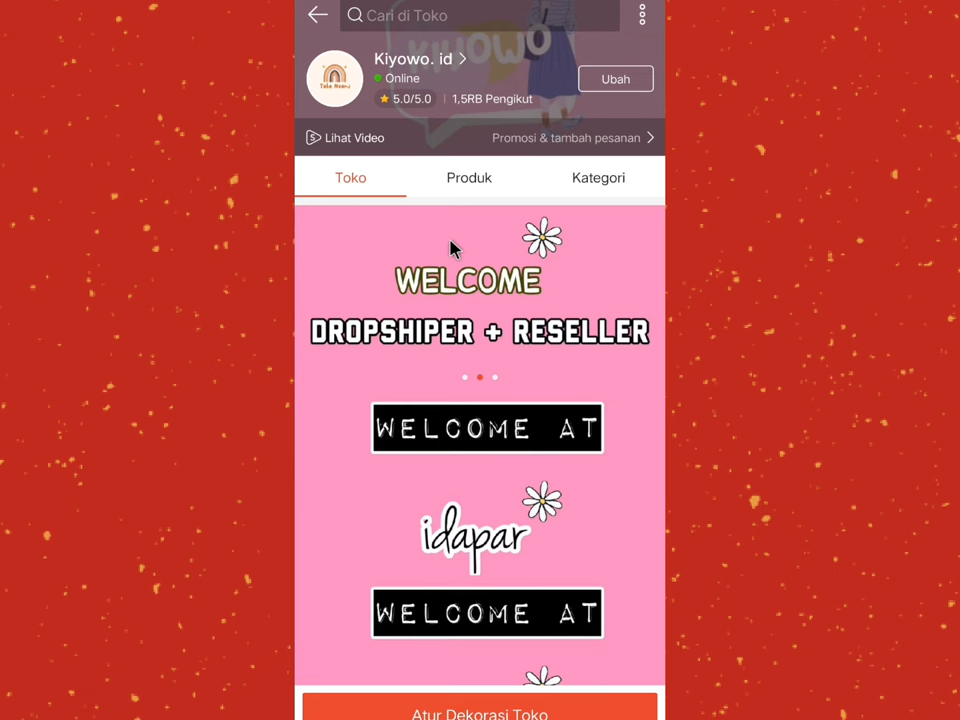 Cari di Toko
KIYOWO
Kiyowo. id
Online
Ubah
5.0/5.0
1,5RB Pengikut
Lihat Video
Promosi & tambah pesanan
Toko
Produk
Kategori
WELCOME
DROPSHIPER + RESELLER
WELCOME AT
idapar
WELCOME AT
Atur Dekorasi Toko